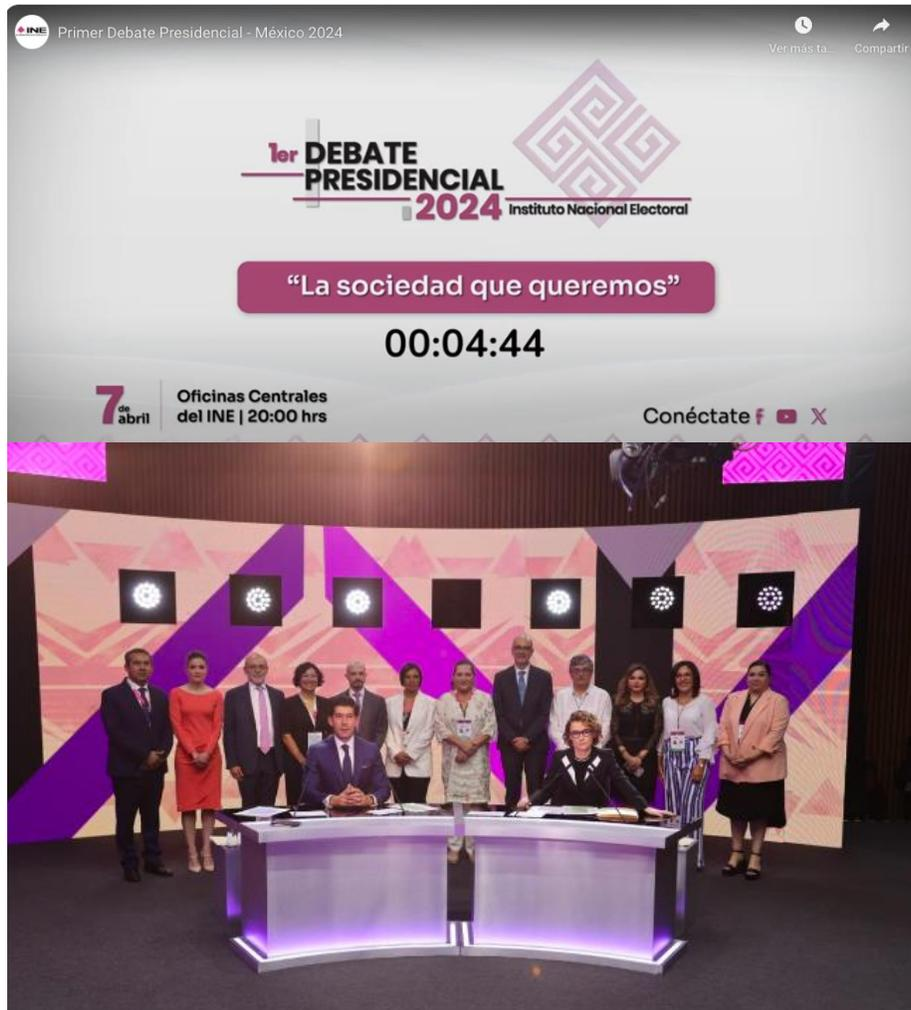 INE
Primer Debate Presidencial - México 2024
Ver más ta...
Compartir
1er DEBATE
PRESIDENCIAL
2024 Instituto Nacional Electoral
“La sociedad que queremos”
00:04:44
7 de abril
Oficinas Centrales
del INE | 20:00 hrs
Conéctate